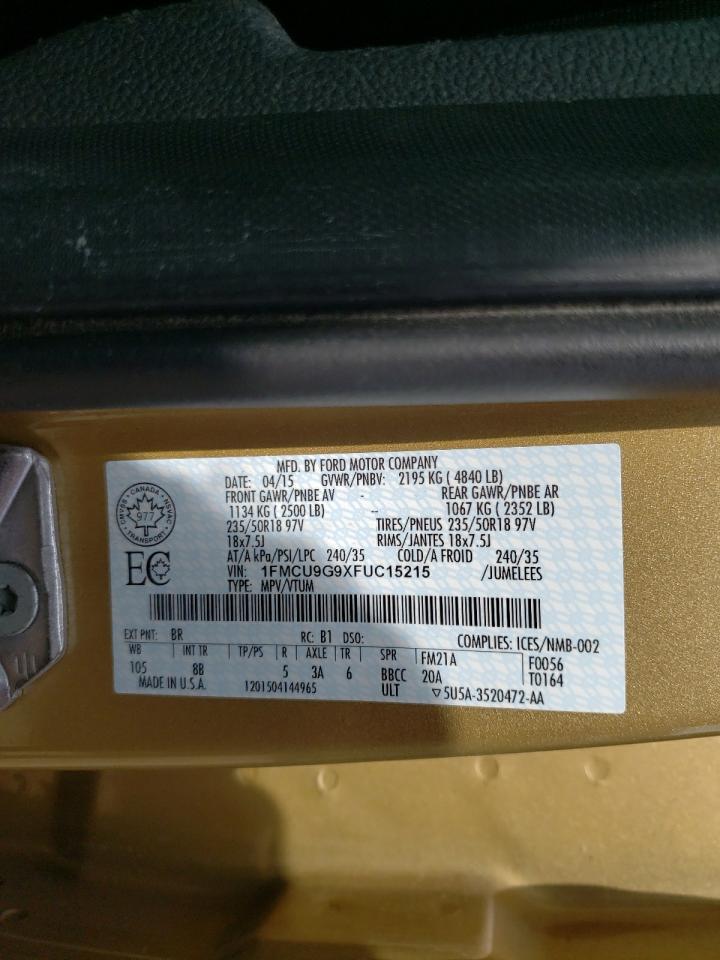 MFD. BY FORD MOTOR COMPANY
DATE: 04/15 GVWR/PNBV: 2195 KG ( 4840 LB)
FRONT GAWR/PNBE AV - REAR GAWR/PNBE AR
1134 KG ( 2500 LB) -- 1067 KG ( 2352 LB)
235/50R18 97V TIRES/PNEUS 235/50R18 97V
18x7.5J RIMS/JANTES 18x7.5J
AT/A kPa/PSI/LPC 240/35 COLD/A FROID 240/35
VIN: 1FMCU9G9XFUC15215 /JUMELEES
TYPE: MPV/VTUM
CANADA
CMVSS NSVAC
977
TRANSPORT
EC
EXT PNT: BR RC: B1 DSO: COMPLIES: ICES/NMB-002
WB INT TR TP/PS R AXLE TR SPR FM21A F0056
105 8B 5 3A 6 BBCC 20A T0164
MADE IN U.S.A. 1201504144965 ULT ▽5U5A-3520472-AA